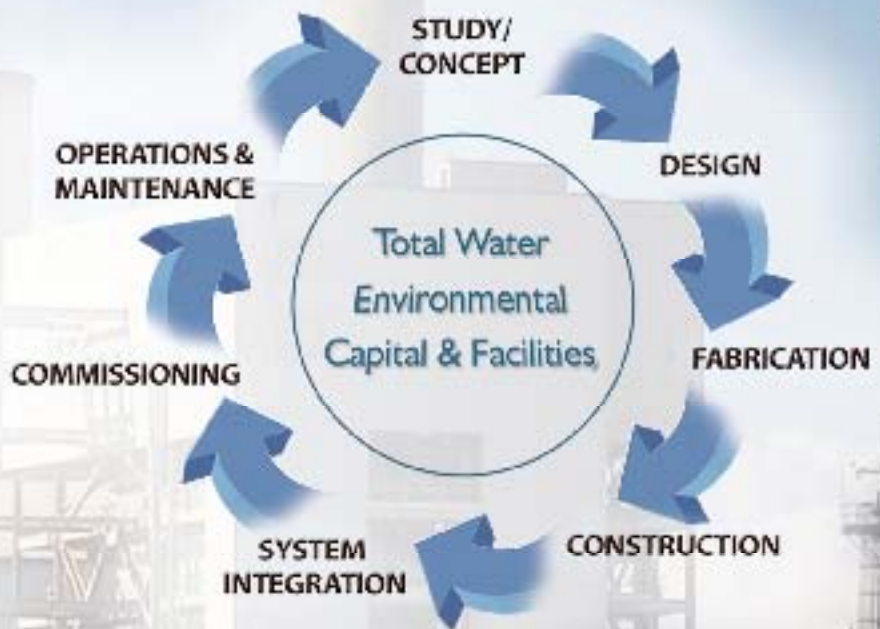 STUDY/
CONCEPT
DESIGN
FABRICATION
CONSTRUCTION
SYSTEM
INTEGRATION
COMMISSIONING
OPERATIONS &
MAINTENANCE
Total Water
Environmental
Capital & Facilities